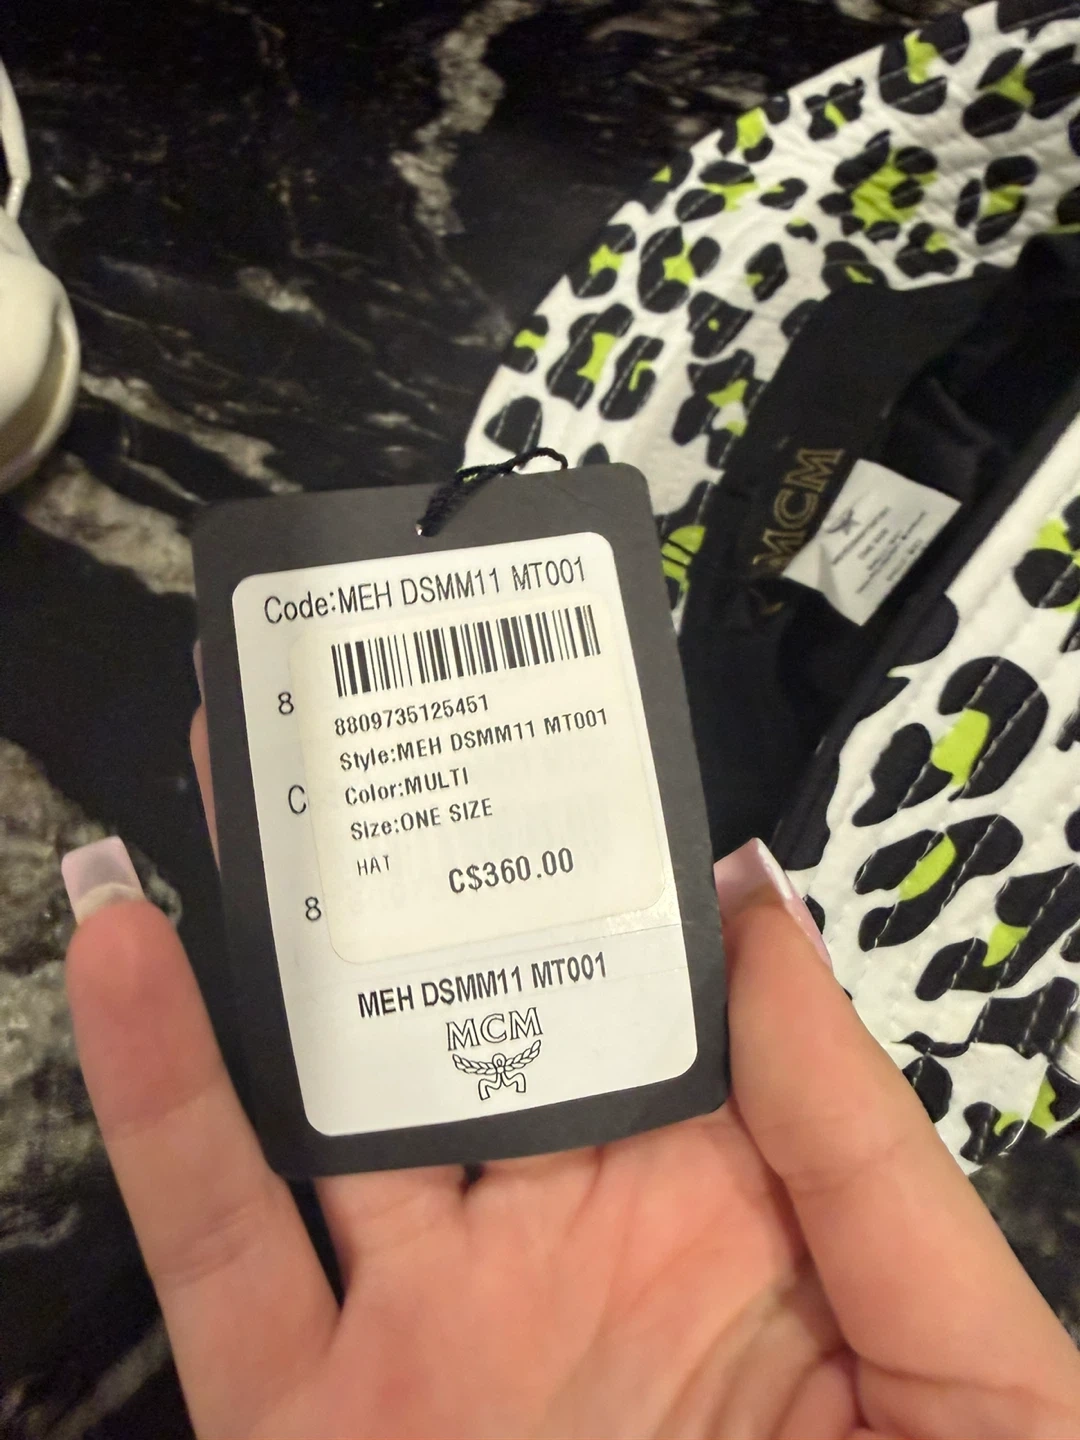 Code:MEH DSMM11 MT001
8
8809735125451
Style:MEH DSMM11 MT001
C
Color:MULTI
Size:ONE SIZE
HAT
C$360.00
8
MEH DSMM11 MT001
MCM
MCM